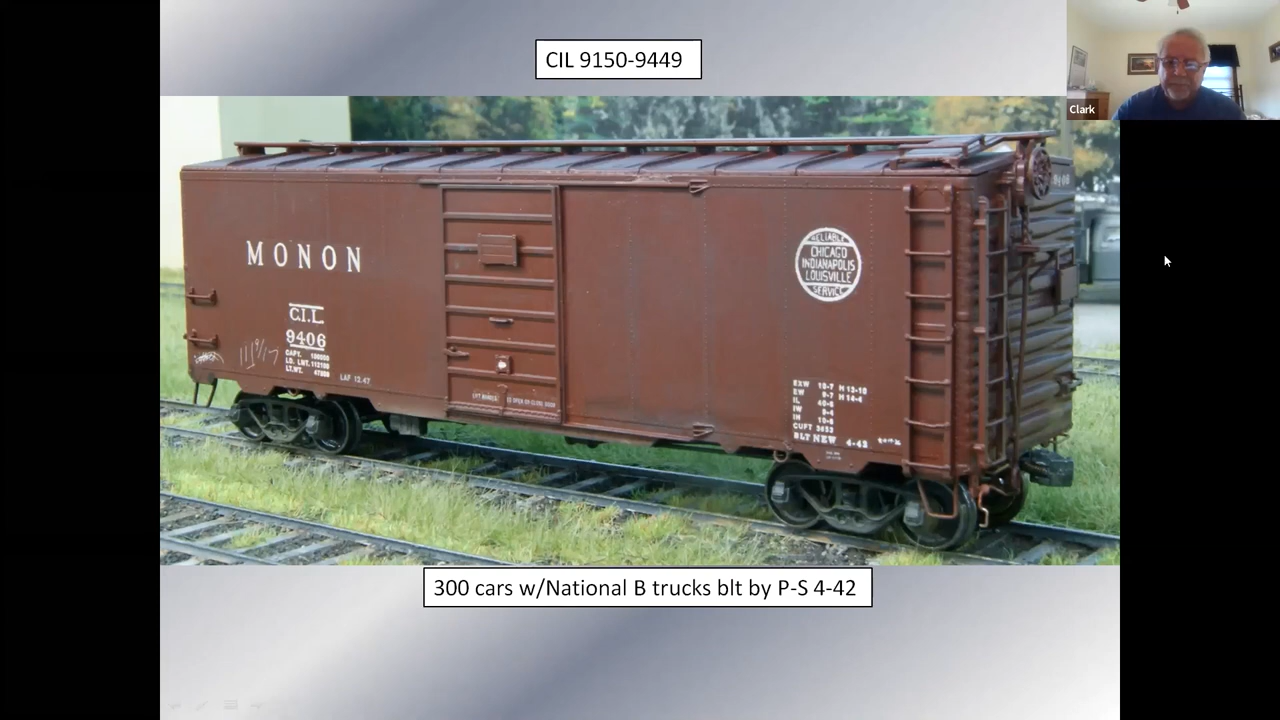 CIL 9150-9449
Clark
MONON
C.I.L.
9406
CAPY. 100000
LD. LMT. 112100
LT. WT. 47800
LAF 12-47
RELIABLE
CHICAGO
INDIANAPOLIS
LOUISVILLE
SERVICE
EXW 10-7 H 13-10
EW 9-7 H 14-4
IL 40-6
IW 9-4
IH 10-6
CUFT 3953
BLT NEW 4-42
300 cars w/National B trucks blt by P-S 4-42